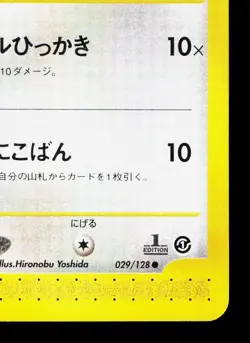 ルひっかき 10×
10ダメージ。
にこばん 10
自分の山札からカードを1枚引く。
にげる
1
EDITION
llus.Hironobu Yoshida 029/128 ●